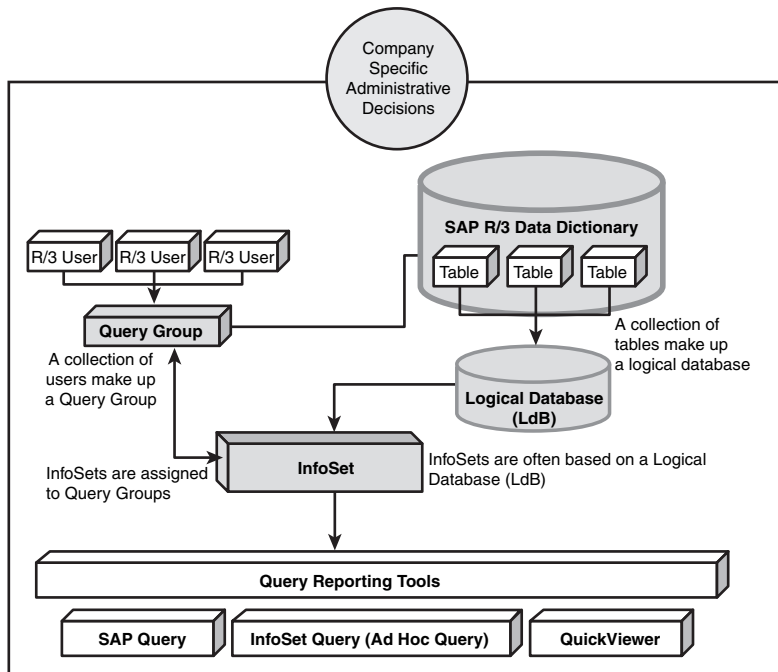 Company
Specific
Administrative
Decisions
SAP R/3 Data Dictionary
R/3 User
R/3 User
R/3 User
Table
Table
Table
Query Group
A collection of
users make up
a Query Group
A collection of
tables make up
a logical database
Logical Database
(LdB)
InfoSets are assigned
to Query Groups
InfoSet
InfoSets are often based on a Logical
Database (LdB)
Query Reporting Tools
SAP Query
InfoSet Query (Ad Hoc Query)
QuickViewer